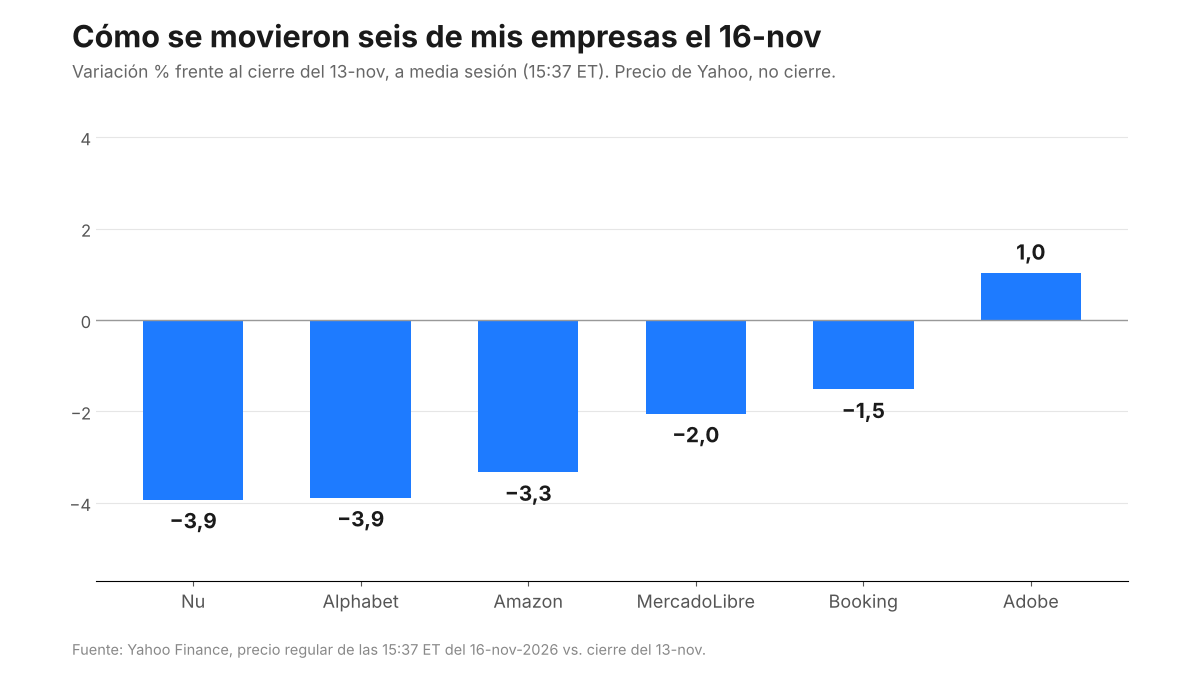 Cómo se movieron seis de mis empresas el 16-nov
Variación % frente al cierre del 13-nov, a media sesión (15:37 ET). Precio de Yahoo, no cierre.
4
2
0
−2
−4
−3,9
−3,9
−3,3
−2,0
−1,5
1,0
Nu
Alphabet
Amazon
MercadoLibre
Booking
Adobe
Fuente: Yahoo Finance, precio regular de las 15:37 ET del 16-nov-2026 vs. cierre del 13-nov.